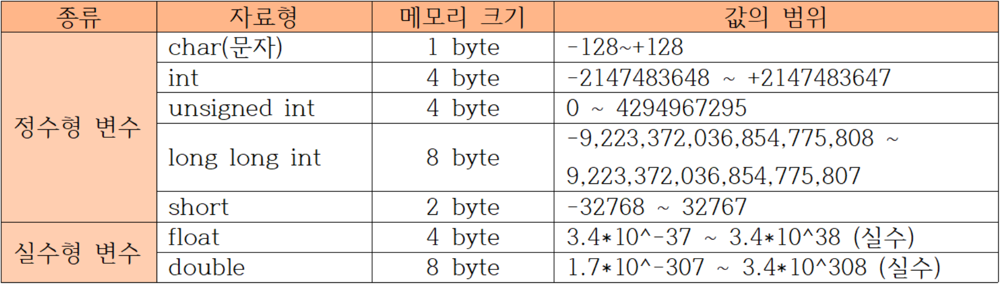 종류 자료형 메모리 크기 값의 범위
정수형 변수
char(문자) 1 byte -128~+128
int 4 byte -2147483648 ~ +2147483647
unsigned int 4 byte 0 ~ 4294967295
long long int 8 byte -9,223,372,036,854,775,808 ~
9,223,372,036,854,775,807
short 2 byte -32768 ~ 32767
실수형 변수
float 4 byte 3.4*10^-37 ~ 3.4*10^38 (실수)
double 8 byte 1.7*10^-307 ~ 3.4*10^308 (실수)